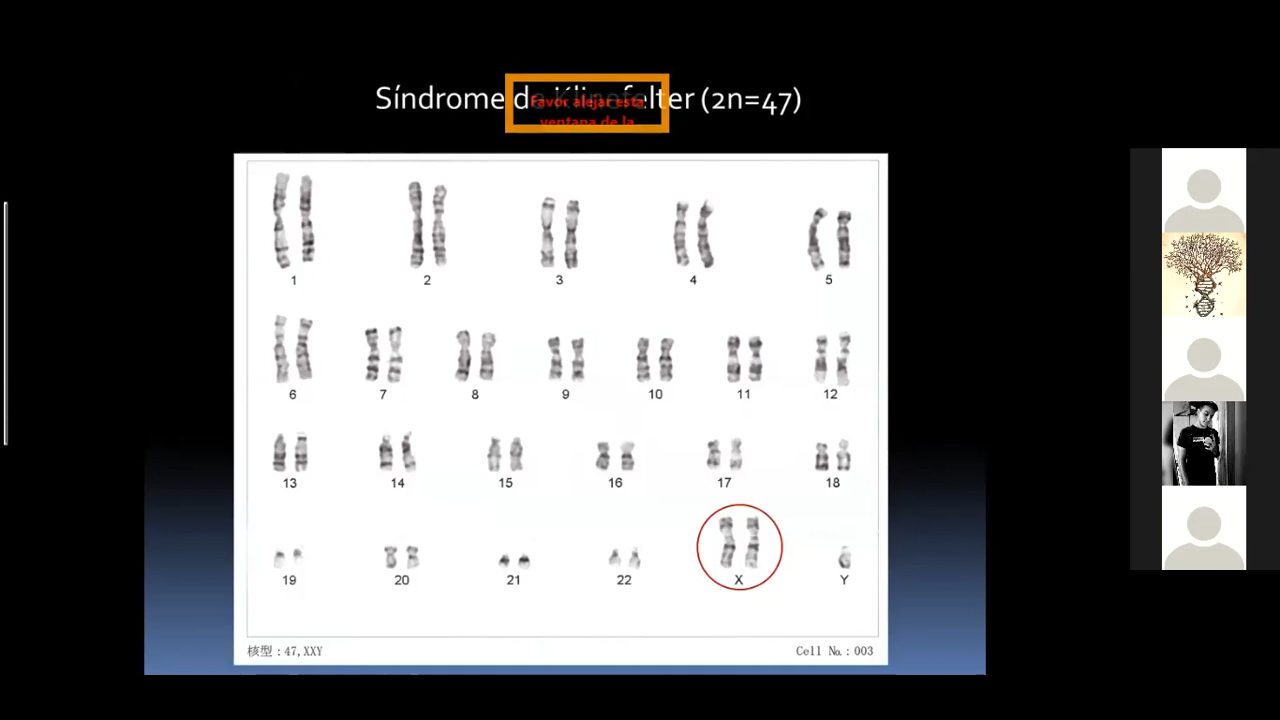 Síndrome de Klinefelter (2n=47)
Favor alejar esta
ventana de la
1 2 3 4 5
6 7 8 9 10 11 12
13 14 15 16 17 18
19 20 21 22 X Y
核型：47,XXY Cell №.：003